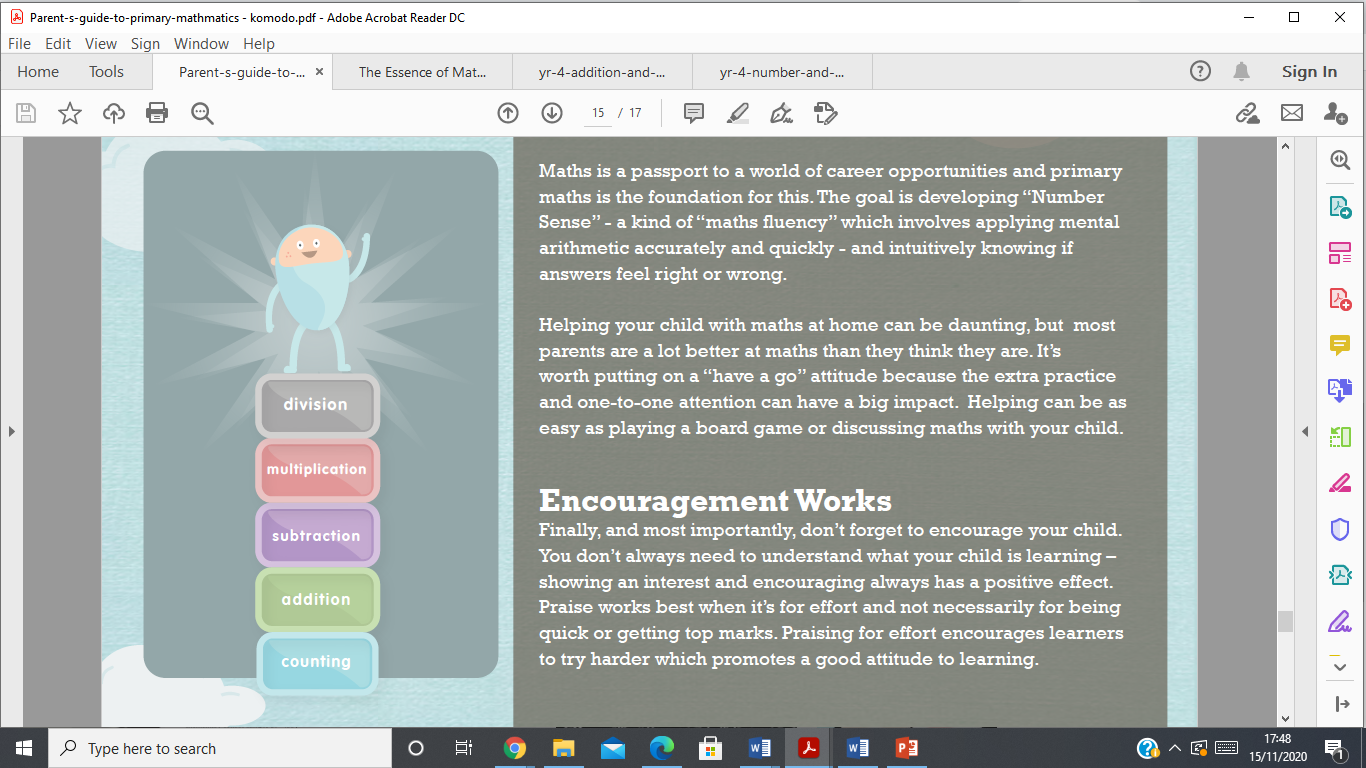 Parent-s-guide-to-primary-mathmatics - komodo.pdf - Adobe Acrobat Reader DC
File Edit View Sign Window Help
Home Tools Parent-s-guide-to-... × The Essence of Mat... yr-4-addition-and-... yr-4-number-and-... Sign In
15 / 17
Maths is a passport to a world of career opportunities and primary
maths is the foundation for this. The goal is developing “Number
Sense” - a kind of “maths fluency” which involves applying mental
arithmetic accurately and quickly - and intuitively knowing if
answers feel right or wrong.
Helping your child with maths at home can be daunting, but most
parents are a lot better at maths than they think they are. It’s
worth putting on a “have a go” attitude because the extra practice
and one-to-one attention can have a big impact. Helping can be as
easy as playing a board game or discussing maths with your child.
division
multiplication
subtraction
addition
counting
Encouragement Works
Finally, and most importantly, don’t forget to encourage your child.
You don’t always need to understand what your child is learning –
showing an interest and encouraging always has a positive effect.
Praise works best when it’s for effort and not necessarily for being
quick or getting top marks. Praising for effort encourages learners
to try harder which promotes a good attitude to learning.
Type here to search
17:48
15/11/2020